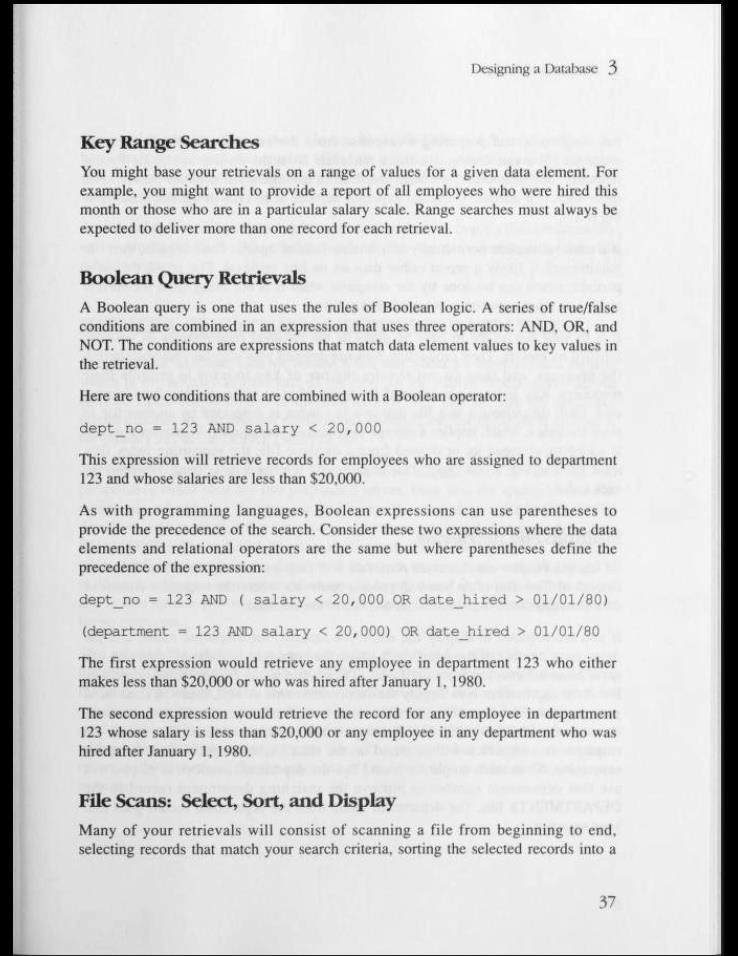 Designing a Database 3
Key Range Searches
You might base your retrievals on a range of values for a given data element. For
example, you might want to provide a report of all employees who were hired this
month or those who are in a particular salary scale. Range searches must always be
expected to deliver more than one record for each retrieval.
Boolean Query Retrievals
A Boolean query is one that uses the rules of Boolean logic. A series of true/false
conditions are combined in an expression that uses three operators: AND, OR, and
NOT. The conditions are expressions that match data element values to key values in
the retrieval.
Here are two conditions that are combined with a Boolean operator:
dept_no = 123 AND salary < 20,000
This expression will retrieve records for employees who are assigned to department
123 and whose salaries are less than $20,000.
As with programming languages, Boolean expressions can use parentheses to
provide the precedence of the search. Consider these two expressions where the data
elements and relational operators are the same but where parentheses define the
precedence of the expression:
dept_no = 123 AND ( salary < 20,000 OR date_hired > 01/01/80)
(department = 123 AND salary < 20,000) OR date_hired > 01/01/80
The first expression would retrieve any employee in department 123 who either
makes less than $20,000 or who was hired after January 1, 1980.
The second expression would retrieve the record for any employee in department
123 whose salary is less than $20,000 or any employee in any department who was
hired after January 1, 1980.
File Scans: Select, Sort, and Display
Many of your retrievals will consist of scanning a file from beginning to end,
selecting records that match your search criteria, sorting the selected records into a
37